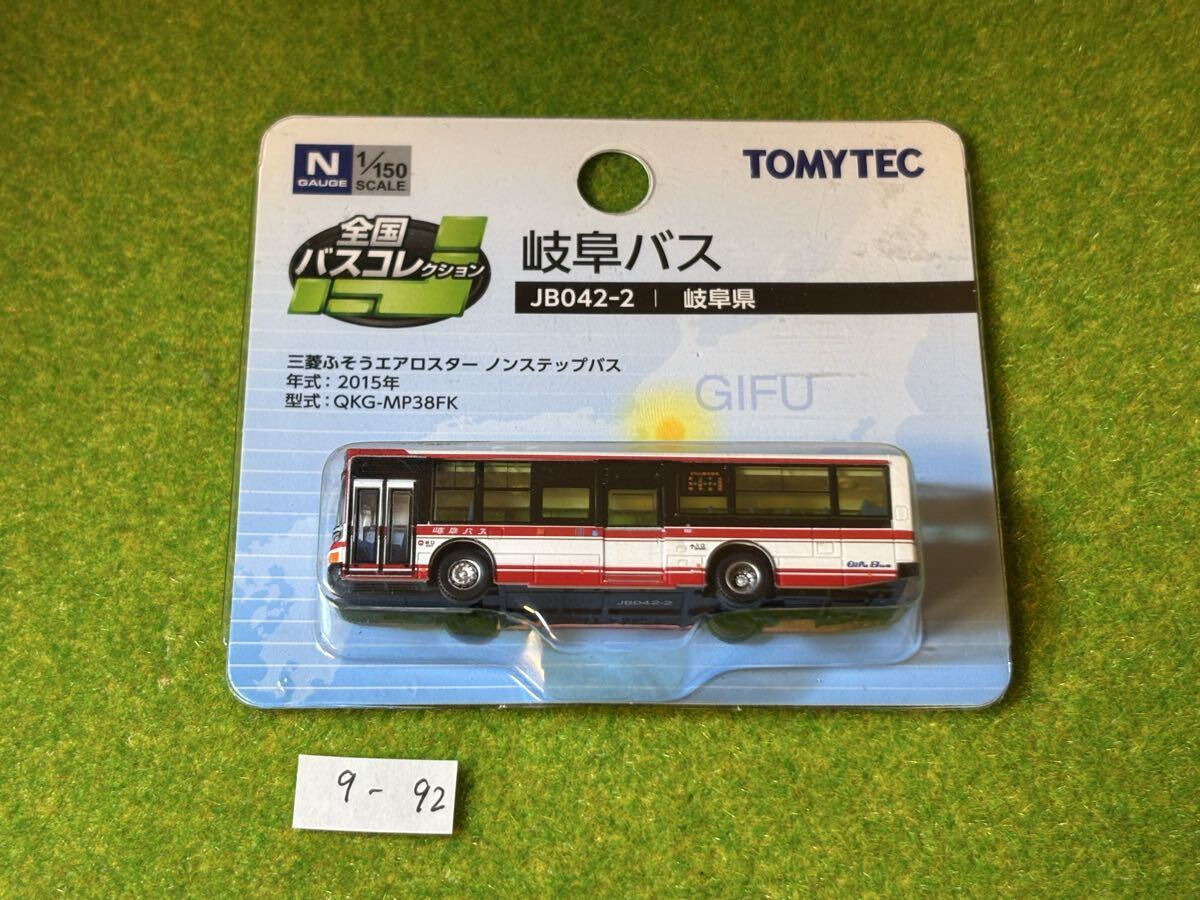 N
GAUGE
1/150
SCALE
TOMYTEC
全国
バスコレクション
岐阜バス
JB042-2 | 岐阜県
三菱ふそうエアロスター ノンステップバス
年式：2015年
型式：QKG-MP38FK
GIFU
岐阜バス
Gifu Bus
JB042-2
9-92